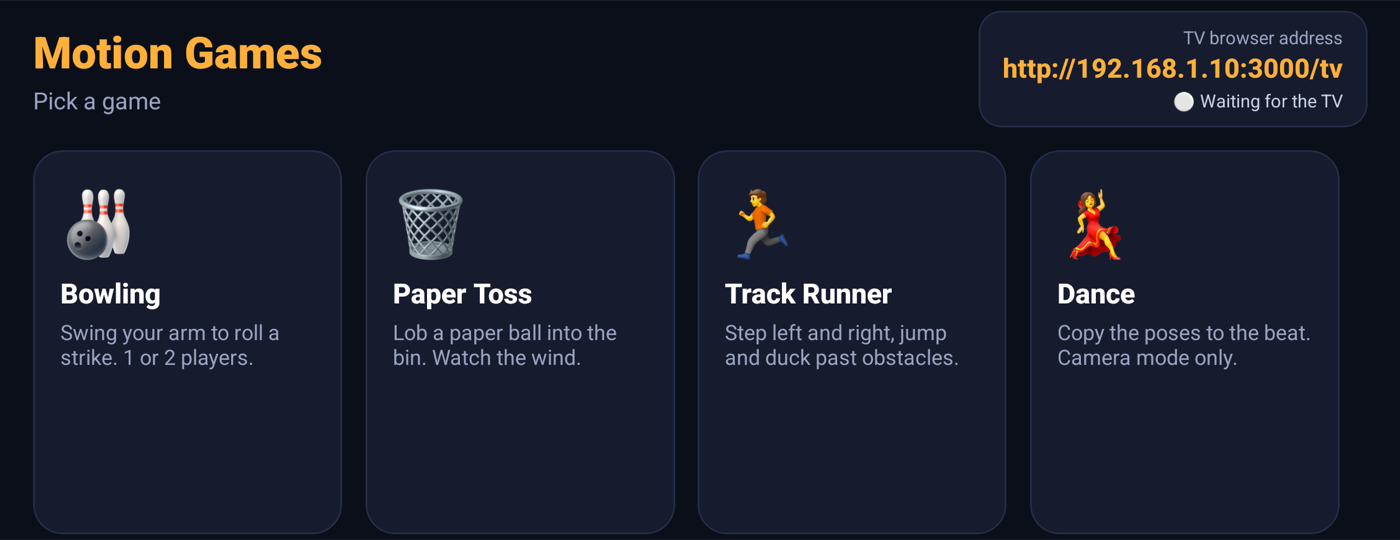 Motion Games
Pick a game
TV browser address
http://192.168.1.10:3000/tv
Waiting for the TV
Bowling
Swing your arm to roll a
strike. 1 or 2 players.
Paper Toss
Lob a paper ball into the
bin. Watch the wind.
Track Runner
Step left and right, jump
and duck past obstacles.
Dance
Copy the poses to the beat.
Camera mode only.